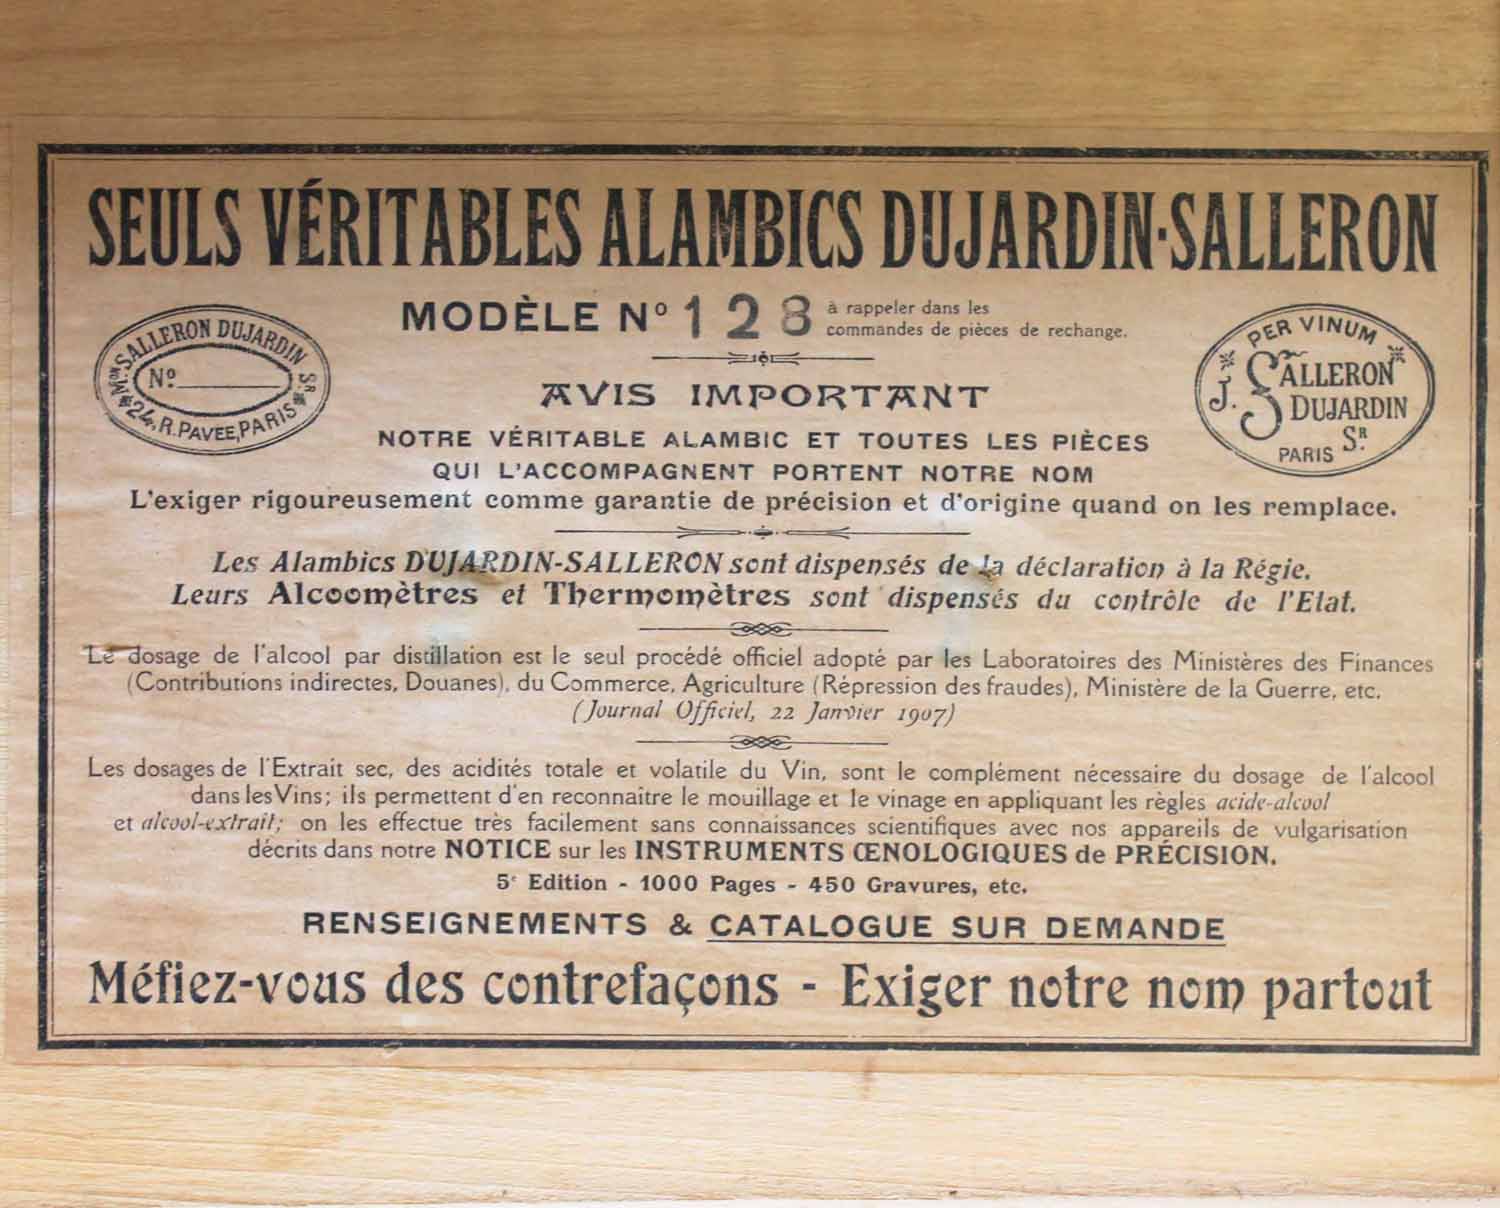 SEULS VÉRITABLES ALAMBICS DUJARDIN-SALLERON
MODÈLE Nº 128 à rappeler dans les
commandes de pièces de rechange.
Mon J. SALLERON DUJARDIN Sr
Nº
24, R. PAVEE, PARIS
PER VINUM
J. SALLERON
DUJARDIN
PARIS Sr.
AVIS IMPORTANT
NOTRE VÉRITABLE ALAMBIC ET TOUTES LES PIÈCES
QUI L'ACCOMPAGNENT PORTENT NOTRE NOM
L'exiger rigoureusement comme garantie de précision et d'origine quand on les remplace.
Les Alambics DUJARDIN-SALLERON sont dispensés de la déclaration à la Régie.
Leurs Alcoomètres et Thermomètres sont dispensés du contrôle de l'Etat.
Le dosage de l'alcool par distillation est le seul procédé officiel adopté par les Laboratoires des Ministères des Finances
(Contributions indirectes, Douanes), du Commerce, Agriculture (Répression des fraudes), Ministère de la Guerre, etc.
(Journal Officiel, 22 Janvier 1907)
Les dosages de l'Extrait sec, des acidités totale et volatile du Vin, sont le complément nécessaire du dosage de l'alcool
dans les Vins; ils permettent d'en reconnaitre le mouillage et le vinage en appliquant les règles acide-alcool
et alcool-extrait; on les effectue très facilement sans connaissances scientifiques avec nos appareils de vulgarisation
décrits dans notre NOTICE sur les INSTRUMENTS ŒNOLOGIQUES de PRÉCISION.
5e Edition - 1000 Pages - 450 Gravures, etc.
RENSEIGNEMENTS & CATALOGUE SUR DEMANDE
Méfiez-vous des contrefaçons - Exiger notre nom partout